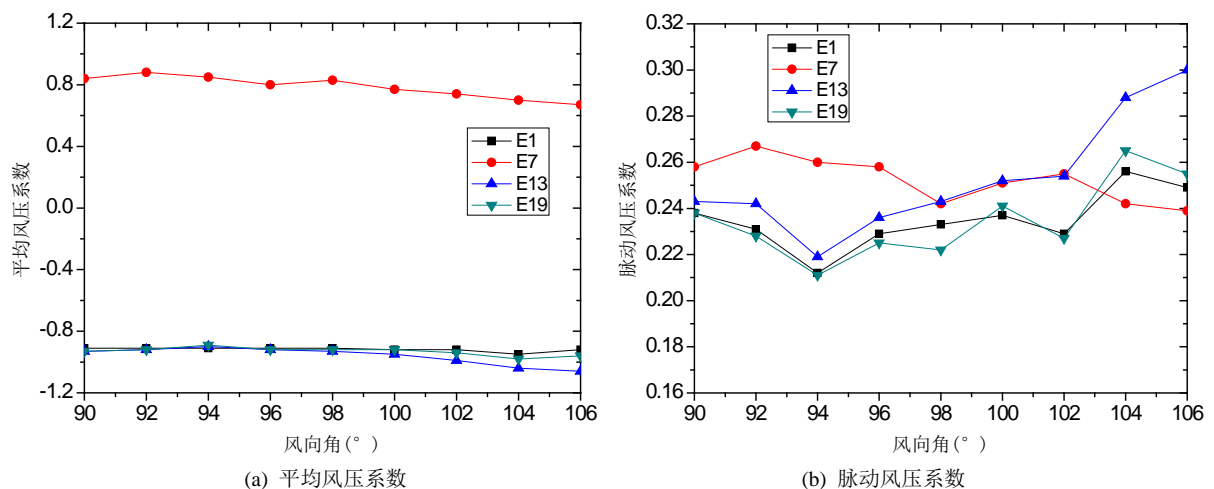 1.2
0.8
0.4
0.0
-0.4
-0.8
-1.2
平均风压系数
E1
E7
E13
E19
90 92 94 96 98 100 102 104 106
风向角(°)
(a) 平均风压系数
0.32
0.30
0.28
0.26
0.24
0.22
0.20
0.18
0.16
脉动风压系数
E1
E7
E13
E19
90 92 94 96 98 100 102 104 106
风向角(°)
(b) 脉动风压系数